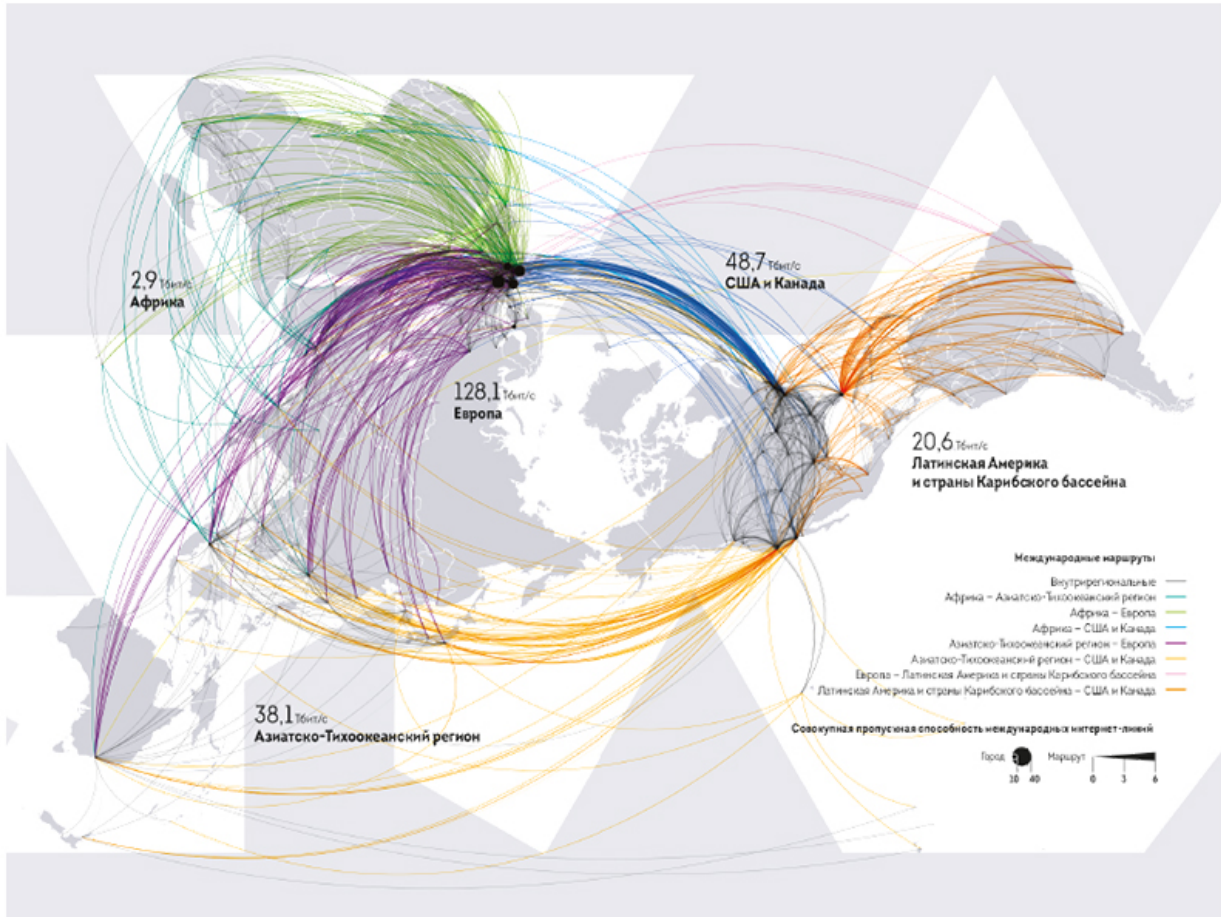 2,9 Тбит/с
Африка
48,7 Тбит/с
США и Канада
128,1 Тбит/с
Европа
20,6 Тбит/с
Латинская Америка
и страны Карибского бассейна
38,1 Тбит/с
Азиатско-Тихоокеанский регион
Международные маршруты
Внутрирегиональные
Африка – Азиатско-Тихоокеанский регион
Африка – Европа
Африка – США и Канада
Азиатско-Тихоокеанский регион – Европа
Азиатско-Тихоокеанский регион – США и Канада
Европа – Латинская Америка и страны Карибского бассейна
Латинская Америка и страны Карибского бассейна – США и Канада
Совокупная пропускная способность международных интернет-линий
Город
10 40
Маршрут
0 3 6